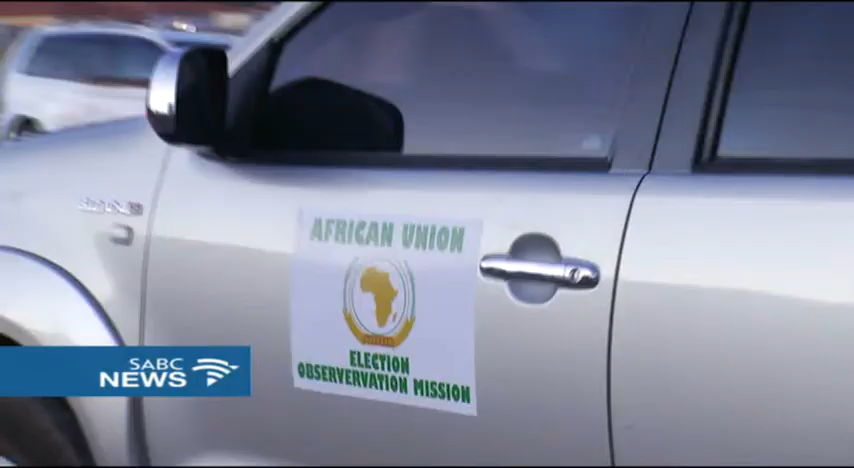 AFRICAN UNION
ELECTION
OBSERVERVATION MISSION
SABC
NEWS